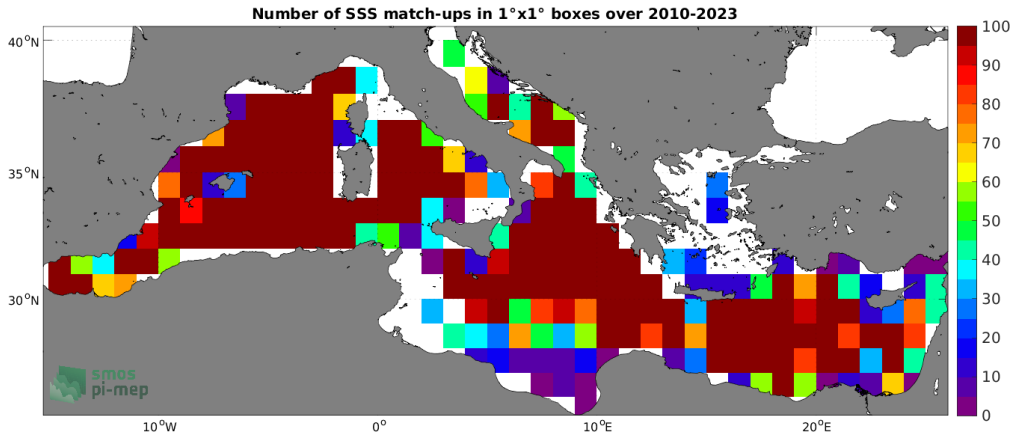 Number of SSS match-ups in 1°x1° boxes over 2010-2023
40°N
35°N
30°N
10°W
0°
10°E
20°E
100
90
80
70
60
50
40
30
20
10
0
smos
pi-mep